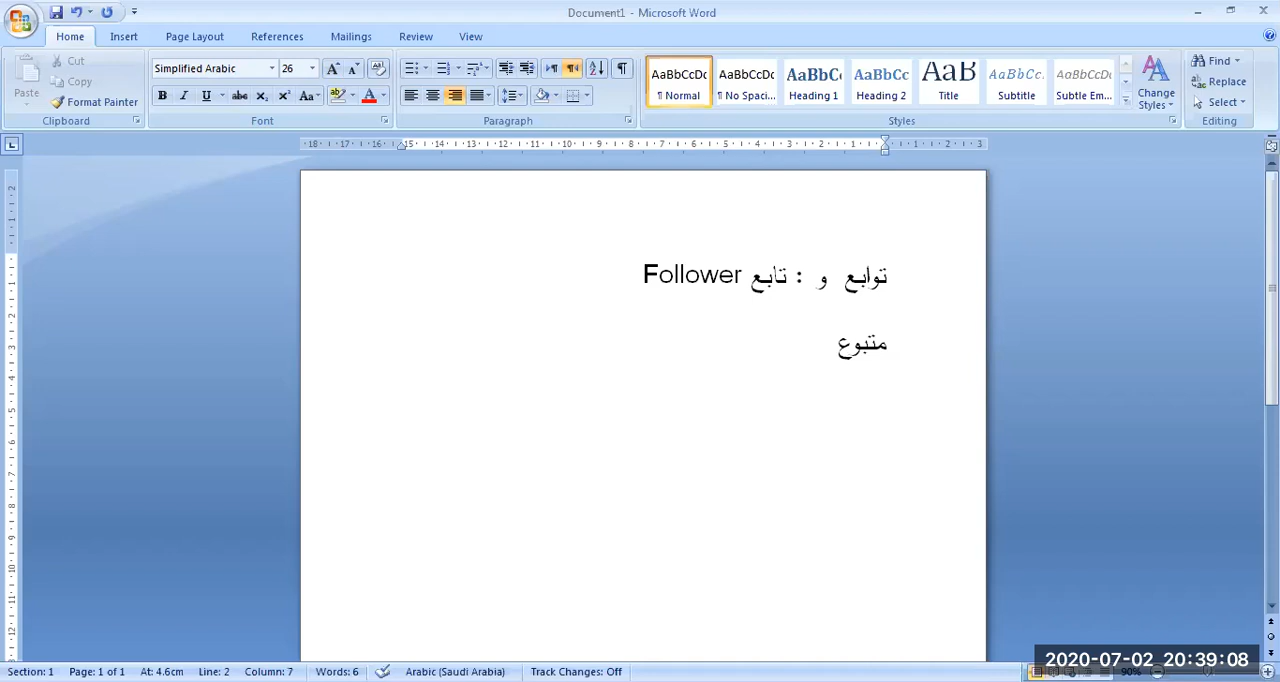 Document1 - Microsoft Word
Home Insert Page Layout References Mailings Review View
Paste Cut Copy Format Painter Clipboard
Simplified Arabic 26 Font
Paragraph
AaBbCcDc ¶ Normal AaBbCcDc ¶ No Spaci... AaBbC Heading 1 AaBbCc Heading 2 AaB Title AaBbCc. Subtitle AaBbCcDc Subtle Em... Change Styles Styles
Find Replace Select Editing
توابع و : تابع Follower
متبوع
Section: 1 Page: 1 of 1 At: 4.6cm Line: 2 Column: 7 Words: 6 Arabic (Saudi Arabia) Track Changes: Off 90%
2020-07-02 20:39:08